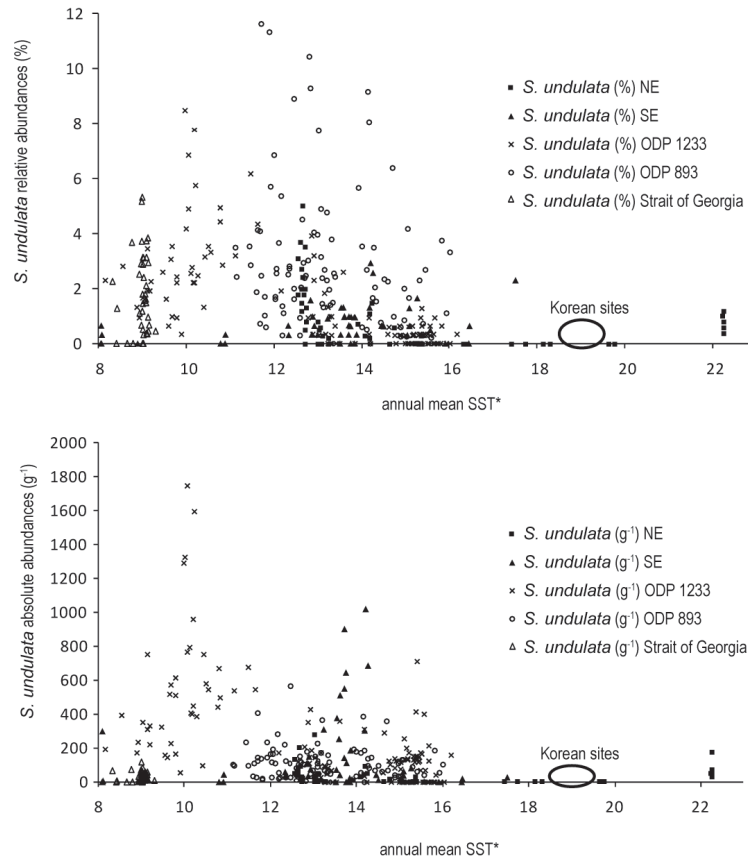 S. undulata relative abundances (%)
12
10
8
6
4
2
0
8
10
12
14
16
18
20
22
annual mean SST*
S. undulata (%) NE
S. undulata (%) SE
S. undulata (%) ODP 1233
S. undulata (%) ODP 893
S. undulata (%) Strait of Georgia
Korean sites
S. undulata absolute abundances (g⁻¹)
2000
1800
1600
1400
1200
1000
800
600
400
200
0
8
10
12
14
16
18
20
22
annual mean SST*
S. undulata (g⁻¹) NE
S. undulata (g⁻¹) SE
S. undulata (g⁻¹) ODP 1233
S. undulata (g⁻¹) ODP 893
S. undulata (g⁻¹) Strait of Georgia
Korean sites